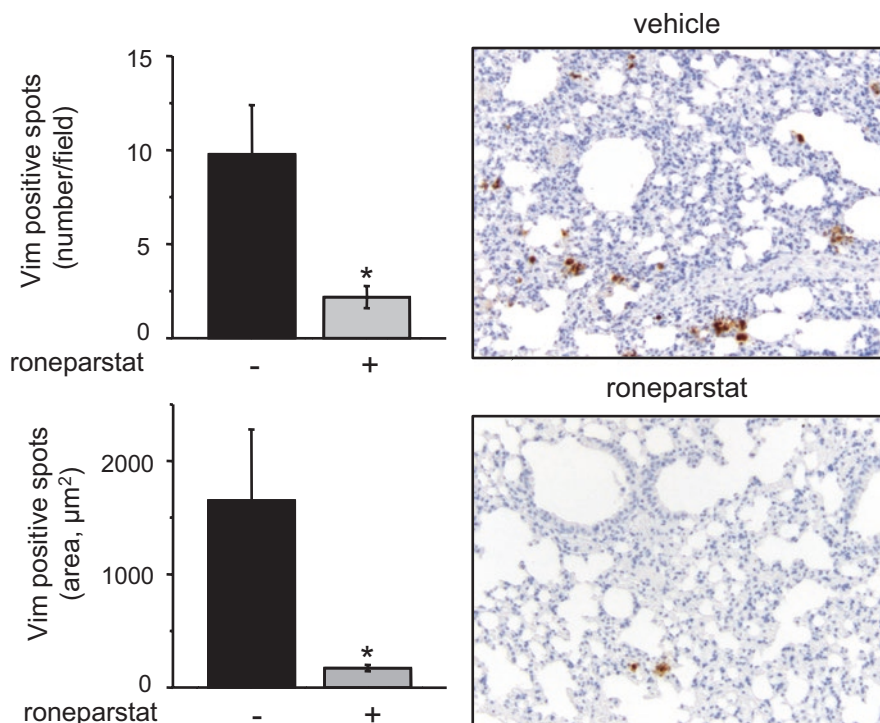 vehicle
Vim positive spots
(number/field)
15
10
5
0
*
roneparstat - +
roneparstat
Vim positive spots
(area, µm²)
2000
1000
0
*
roneparstat - +